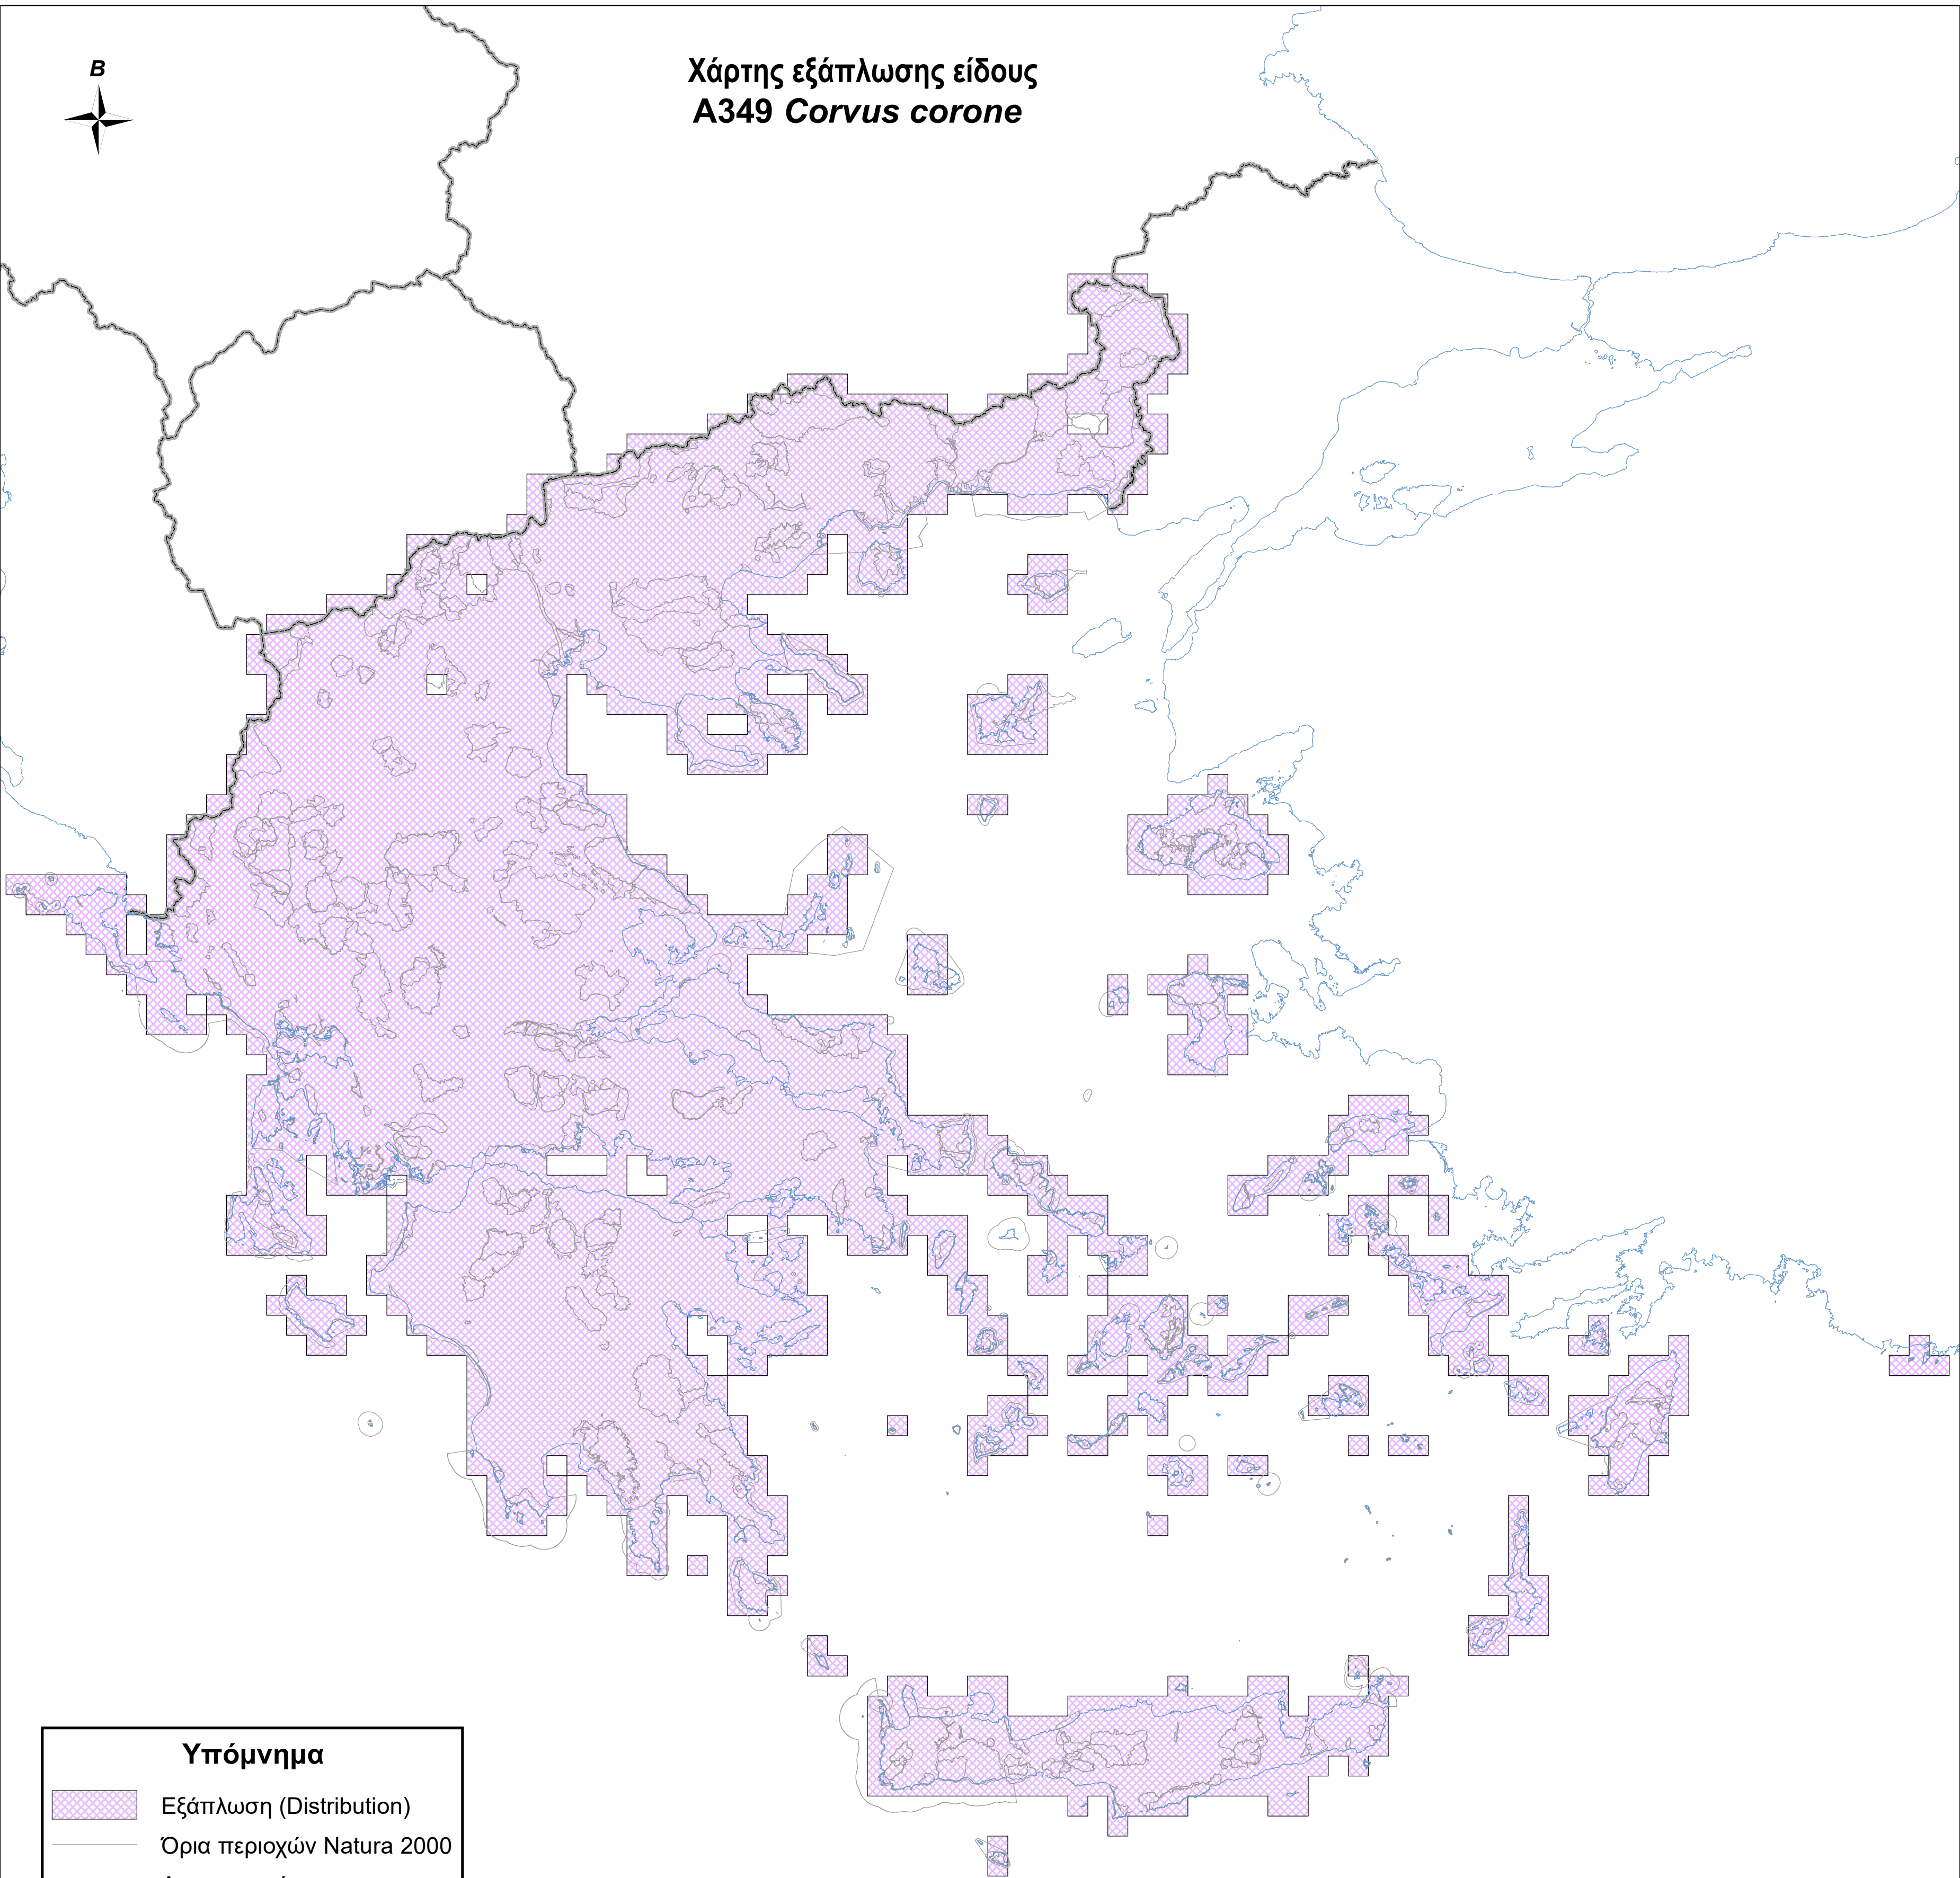 B
Χάρτης εξάπλωσης είδους
A349 Corvus corone
Υπόμνημα
Εξάπλωση (Distribution)
Όρια περιοχών Natura 2000